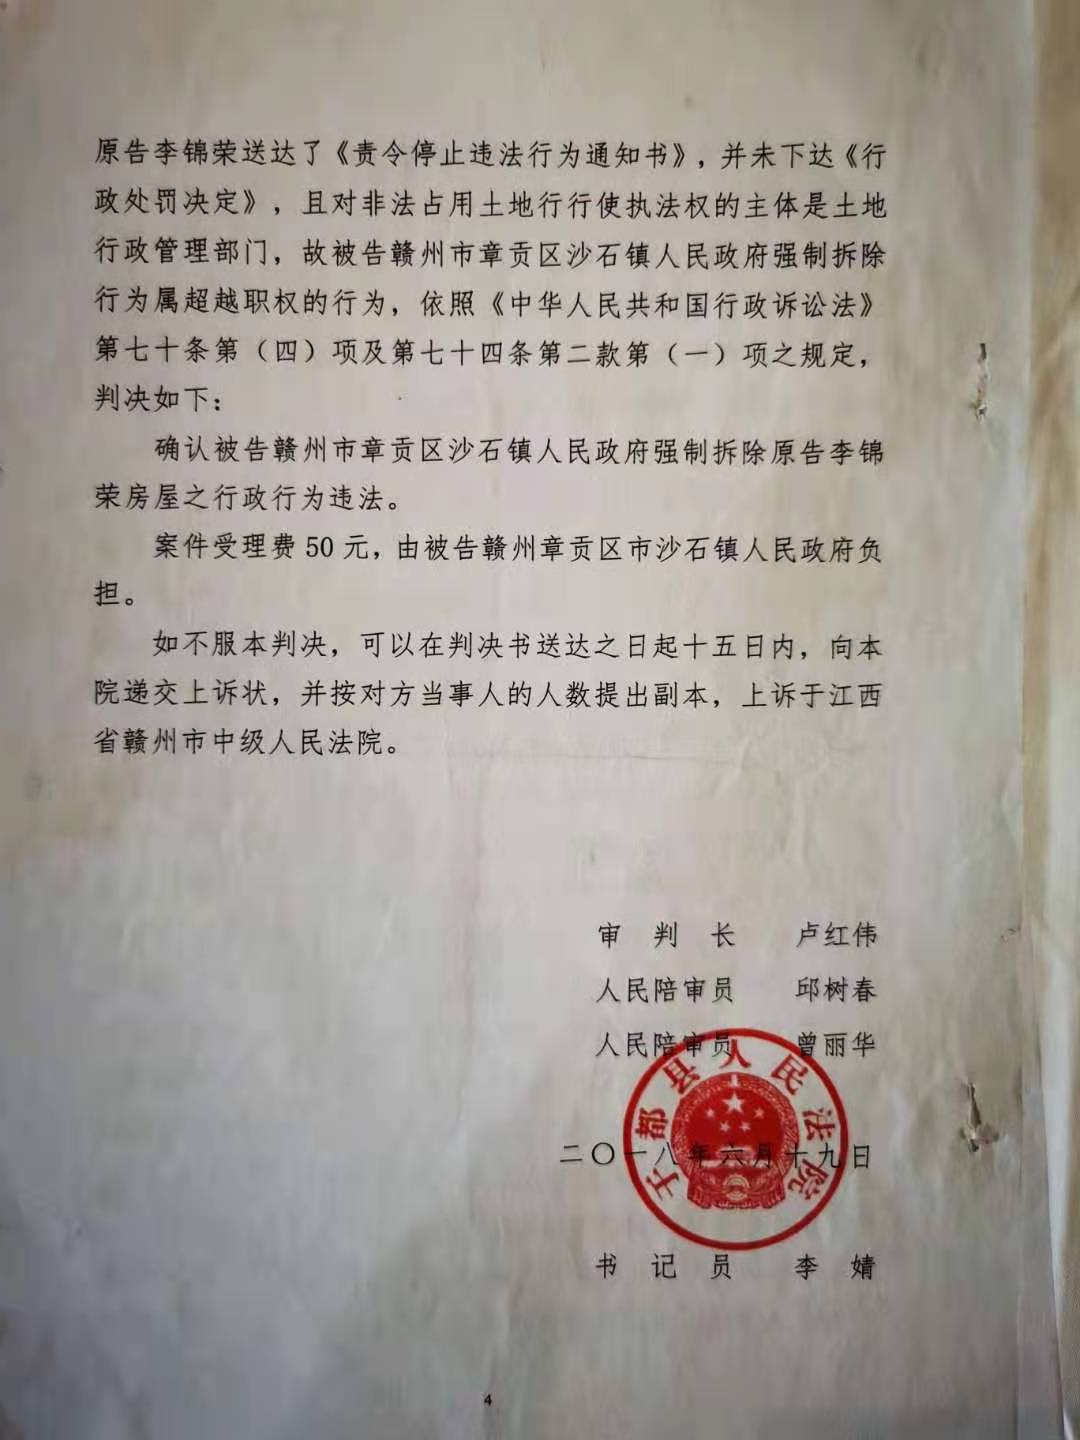 原告李锦荣送达了《责令停止违法行为通知书》，并未下达《行
政处罚决定》，且对非法占用土地行行使执法权的主体是土地
行政管理部门，故被告赣州市章贡区沙石镇人民政府强制拆除
行为属超越职权的行为，依照《中华人民共和国行政诉讼法》
第七十条第（四）项及第七十四条第二款第（一）项之规定，
判决如下：
确认被告赣州市章贡区沙石镇人民政府强制拆除原告李锦
荣房屋之行政行为违法。
案件受理费50元，由被告赣州章贡区市沙石镇人民政府负
担。
如不服本判决，可以在判决书送达之日起十五日内，向本
院递交上诉状，并按对方当事人的人数提出副本，上诉于江西
省赣州市中级人民法院。
审 判 长 卢红伟
人民陪审员 邱树春
人民陪审员 曾丽华
于都县人民法院
二〇一八年六月十九日
书 记 员 李 婧
4